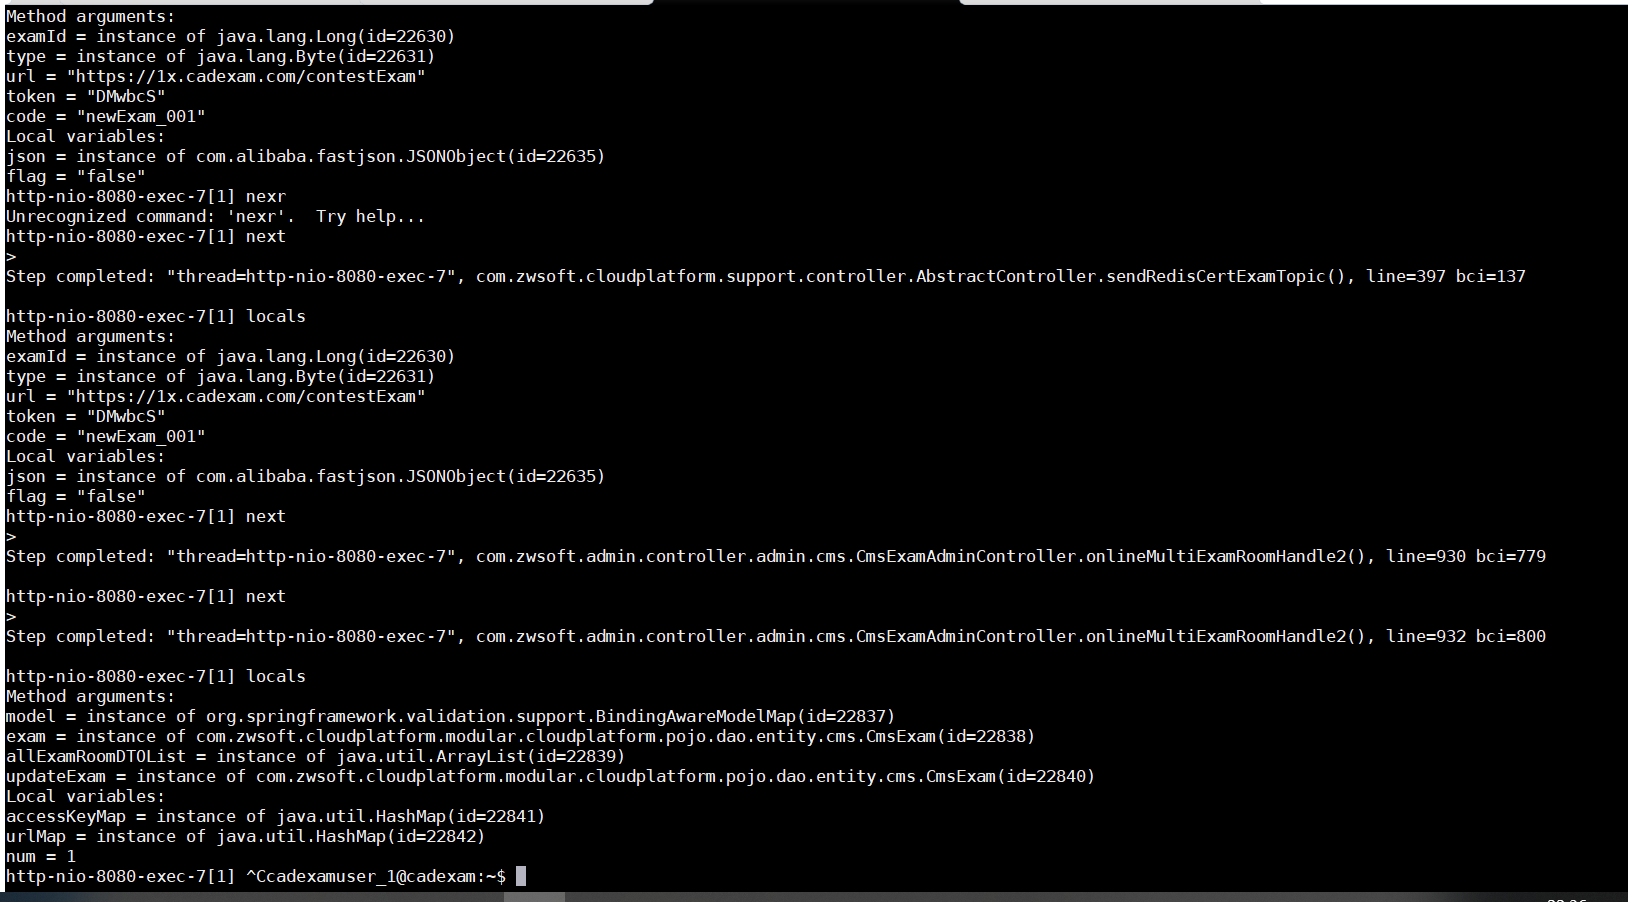 Method arguments:
examId = instance of java.lang.Long(id=22630)
type = instance of java.lang.Byte(id=22631)
url = "https://1x.cadexam.com/contestExam"
token = "DMwbcS"
code = "newExam_001"
Local variables:
json = instance of com.alibaba.fastjson.JSONObject(id=22635)
flag = "false"
http-nio-8080-exec-7[1] nexr
Unrecognized command: 'nexr'.  Try help...
http-nio-8080-exec-7[1] next
>
Step completed: "thread=http-nio-8080-exec-7", com.zwsoft.cloudplatform.support.controller.AbstractController.sendRedisCertExamTopic(), line=397 bci=137
http-nio-8080-exec-7[1] locals
Method arguments:
examId = instance of java.lang.Long(id=22630)
type = instance of java.lang.Byte(id=22631)
url = "https://1x.cadexam.com/contestExam"
token = "DMwbcS"
code = "newExam_001"
Local variables:
json = instance of com.alibaba.fastjson.JSONObject(id=22635)
flag = "false"
http-nio-8080-exec-7[1] next
>
Step completed: "thread=http-nio-8080-exec-7", com.zwsoft.admin.controller.admin.cms.CmsExamAdminController.onlineMultiExamRoomHandle2(), line=930 bci=779
http-nio-8080-exec-7[1] next
>
Step completed: "thread=http-nio-8080-exec-7", com.zwsoft.admin.controller.admin.cms.CmsExamAdminController.onlineMultiExamRoomHandle2(), line=932 bci=800
http-nio-8080-exec-7[1] locals
Method arguments:
model = instance of org.springframework.validation.support.BindingAwareModelMap(id=22837)
exam = instance of com.zwsoft.cloudplatform.modular.cloudplatform.pojo.dao.entity.cms.CmsExam(id=22838)
allExamRoomDTOList = instance of java.util.ArrayList(id=22839)
updateExam = instance of com.zwsoft.cloudplatform.modular.cloudplatform.pojo.dao.entity.cms.CmsExam(id=22840)
Local variables:
accessKeyMap = instance of java.util.HashMap(id=22841)
urlMap = instance of java.util.HashMap(id=22842)
num = 1
http-nio-8080-exec-7[1] ^Ccadexamuser_1@cadexam:~$